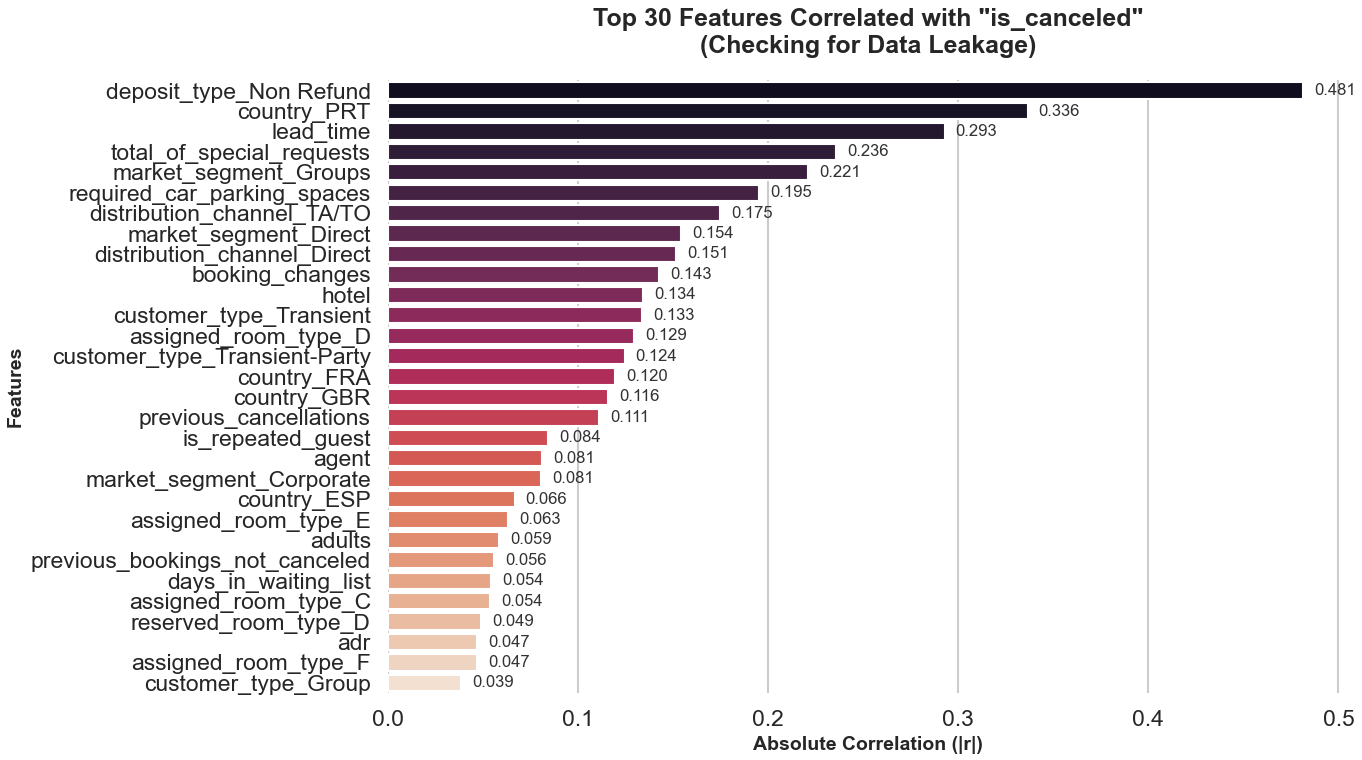 Top 30 Features Correlated with "is_canceled"
(Checking for Data Leakage)
Features
deposit_type_Non Refund 0.481
country_PRT 0.336
lead_time 0.293
total_of_special_requests 0.236
market_segment_Groups 0.221
required_car_parking_spaces 0.195
distribution_channel_TA/TO 0.175
market_segment_Direct 0.154
distribution_channel_Direct 0.151
booking_changes 0.143
hotel 0.134
customer_type_Transient 0.133
assigned_room_type_D 0.129
customer_type_Transient-Party 0.124
country_FRA 0.120
country_GBR 0.116
previous_cancellations 0.111
is_repeated_guest 0.084
agent 0.081
market_segment_Corporate 0.081
country_ESP 0.066
assigned_room_type_E 0.063
adults 0.059
previous_bookings_not_canceled 0.056
days_in_waiting_list 0.054
assigned_room_type_C 0.054
reserved_room_type_D 0.049
adr 0.047
assigned_room_type_F 0.047
customer_type_Group 0.039
0.0 0.1 0.2 0.3 0.4 0.5
Absolute Correlation (|r|)